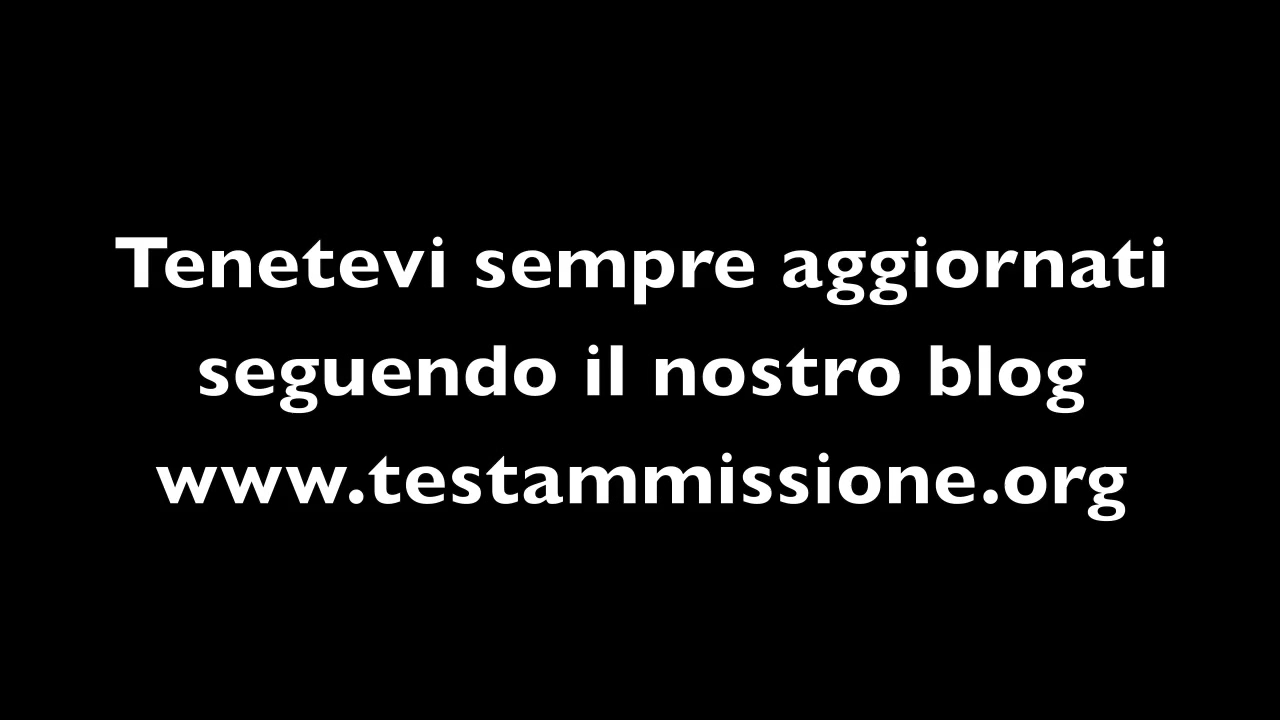 Tenetevi sempre aggiornati
seguendo il nostro blog
www.testammissione.org